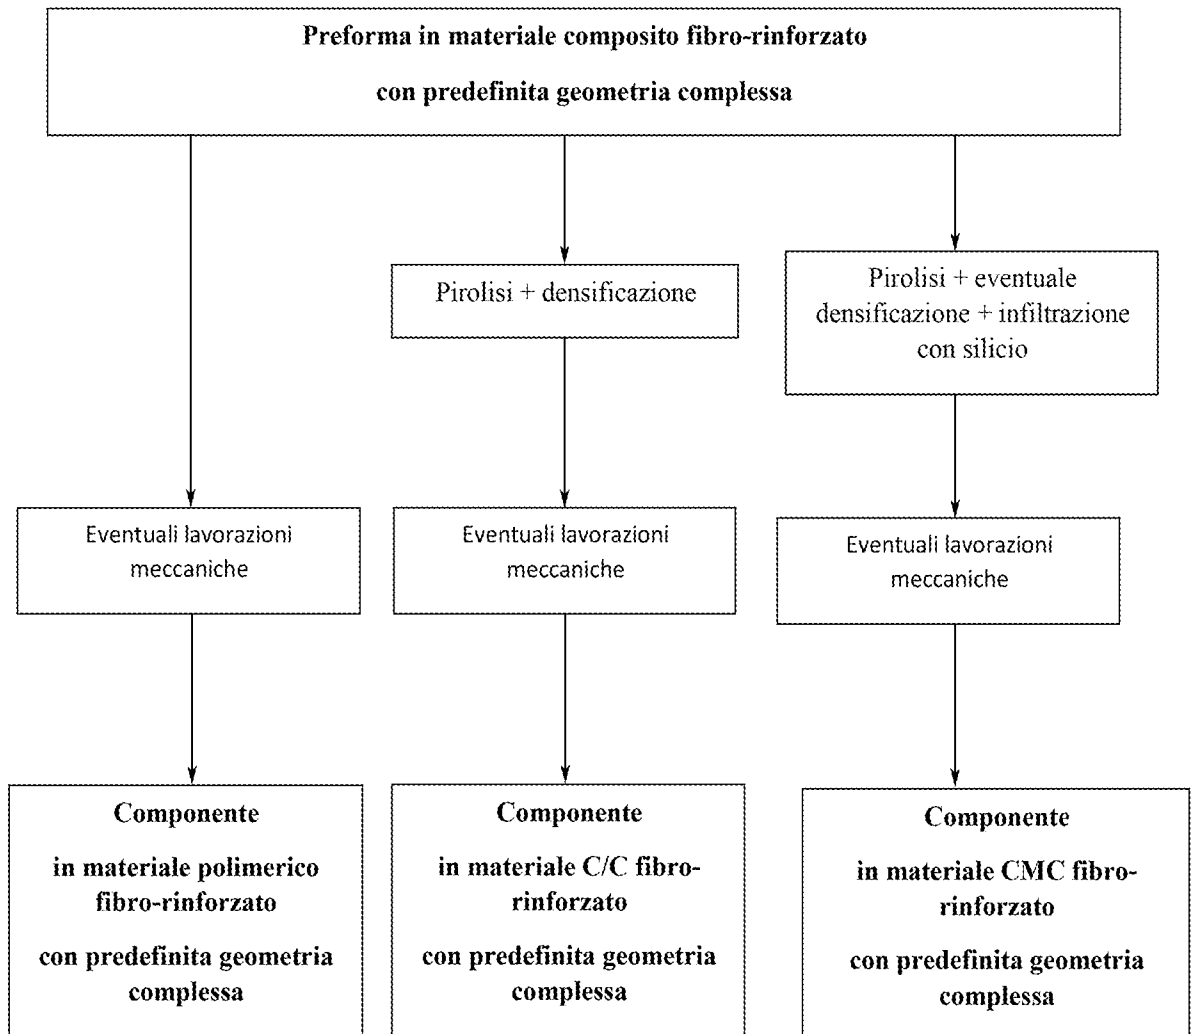 Preforma in materiale composito fibro-rinforzato
con predefinita geometria complessa
Pirolisi + densificazione
Pirolisi + eventuale
densificazione + infiltrazione
con silicio
Eventuali lavorazioni
meccaniche
Eventuali lavorazioni
meccaniche
Eventuali lavorazioni
meccaniche
Componente
in materiale polimerico
fibro-rinforzato
con predefinita geometria
complessa
Componente
in materiale C/C fibro-
rinforzato
con predefinita geometria
complessa
Componente
in materiale CMC fibro-
rinforzato
con predefinita geometria
complessa